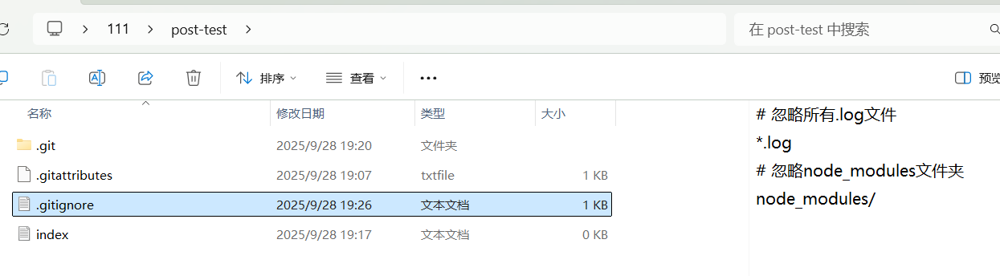 111 post-test
在 post-test 中搜索
排序 查看 预览
名称 修改日期 类型 大小
.git 2025/9/28 19:20 文件夹
.gitattributes 2025/9/28 19:07 txtfile 1 KB
.gitignore 2025/9/28 19:26 文本文档 1 KB
index 2025/9/28 19:17 文本文档 0 KB
# 忽略所有.log文件
*.log
# 忽略node_modules文件夹
node_modules/